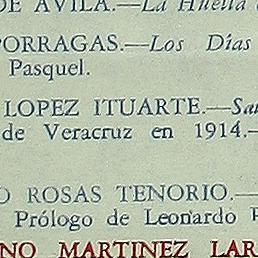 DE AVILA.—La Huella
PORRAGAS.—Los Días
Pasquel.
LOPEZ ITUARTE.—
de Veracruz en 1914.—
ROSAS TENORIO.—
Prólogo de Leonardo
MARTINEZ